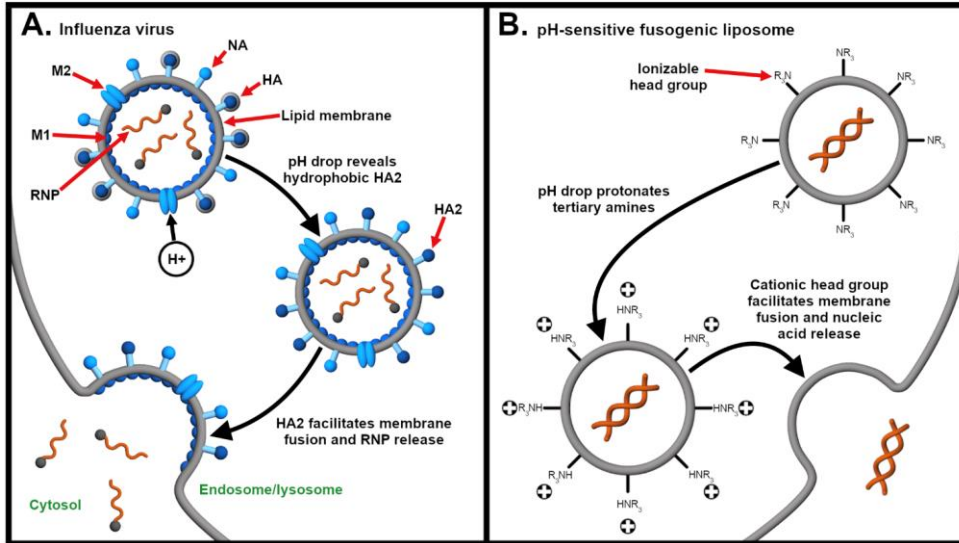 A. Influenza virus
NA
M2
HA
Lipid membrane
M1
RNP
pH drop reveals
hydrophobic HA2
H+
HA2
HA2 facilitates membrane
fusion and RNP release
Endosome/lysosome
Cytosol
B. pH-sensitive fusogenic liposome
Ionizable
head group
NR₃
R₃N
NR₃
R₃N
NR₃
R₃N
NR₃
NR₃
pH drop protonates
tertiary amines
Cationic head group
facilitates membrane
fusion and nucleic
acid release
HNR₃
HNR₃
HNR₃
R₃NH
HNR₃
R₃NH
HNR₃
HNR₃